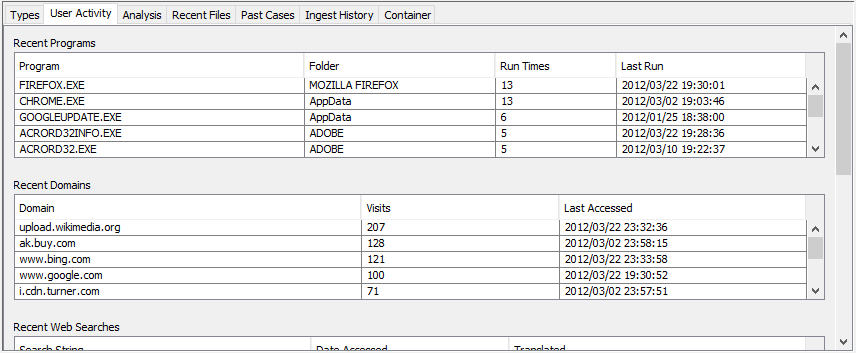 Types User Activity Analysis Recent Files Past Cases Ingest History Container
Recent Programs
Program Folder Run Times Last Run
FIREFOX.EXE MOZILLA FIREFOX 13 2012/03/22 19:30:01
CHROME.EXE AppData 13 2012/03/02 19:03:46
GOOGLEUPDATE.EXE AppData 6 2012/01/25 18:38:00
ACRORD32INFO.EXE ADOBE 5 2012/03/22 19:28:36
ACRORD32.EXE ADOBE 5 2012/03/10 19:22:37
Recent Domains
Domain Visits Last Accessed
upload.wikimedia.org 207 2012/03/22 23:32:36
ak.buy.com 128 2012/03/02 23:58:15
www.bing.com 121 2012/03/22 23:33:58
www.google.com 100 2012/03/22 19:30:52
i.cdn.turner.com 71 2012/03/02 23:57:51
Recent Web Searches
Search String Date Accessed Translated